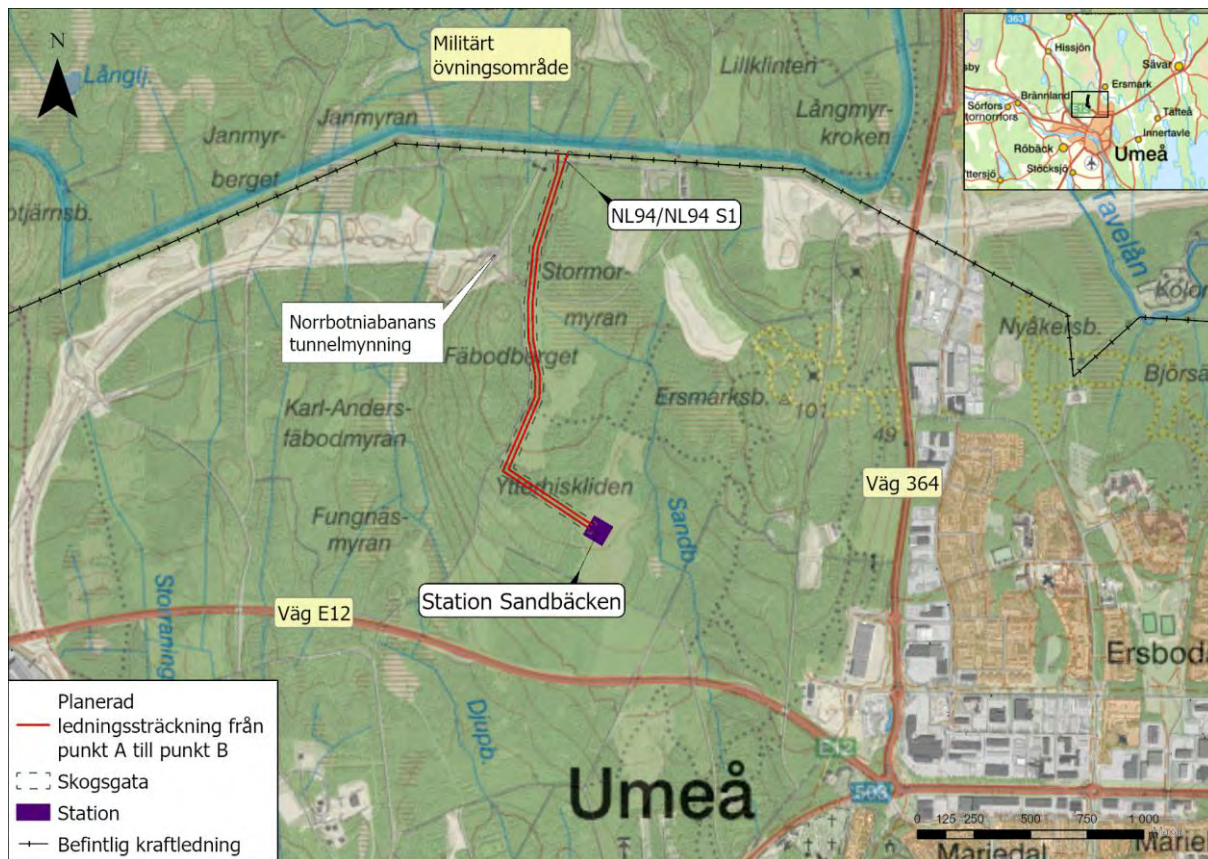 N
Långlj.
Janmyr-
berget
Janmyran
Militärt
övningsområde
Lillklinten
Långmyr-
kroken
363
Hissjön
Sävar
Ersmark
Brännland
Sörfors
Täfteå
Innertavle
Röbäck
Umeå
Stöcksjö
Tavelån
NL94/NL94 S1
Norrbotniabanans
tunnelmynning
Stormor-
myran
Fäbodberget
Karl-Anders-
fäbodmyran
Ersmarksb.
101
49
Nyåkersb.
Väg 364
Ytterhiskliden
Fungnäs-
myran
Sandb.
Station Sandbäcken
Väg E12
Storraning
Djupb.
Umeå
E12
503
Ersboda
Mariedal
0 125 250 500 750 1 000
Planerad
ledningssträckning från
punkt A till punkt B
Skogsgata
Station
Befintlig kraftledning